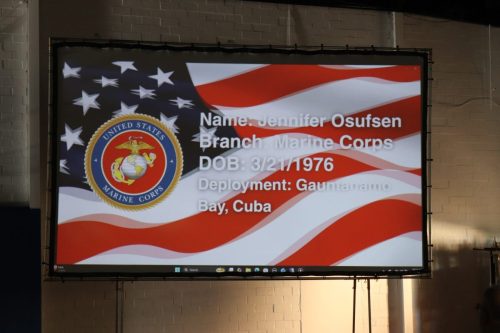 UNITED STATES
MARINE CORPS
Name: Jennifer Osufsen
Branch: Marine Corps
DOB: 3/21/1976
Deployment:
Bay, Cuba